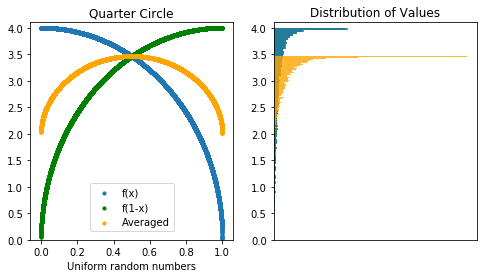 Quarter Circle
4.0
3.5
3.0
2.5
2.0
1.5
1.0
0.5
0.0
f(x)
f(1-x)
Averaged
0.0 0.2 0.4 0.6 0.8 1.0
Uniform random numbers
Distribution of Values
4.0
3.5
3.0
2.5
2.0
1.5
1.0
0.5
0.0